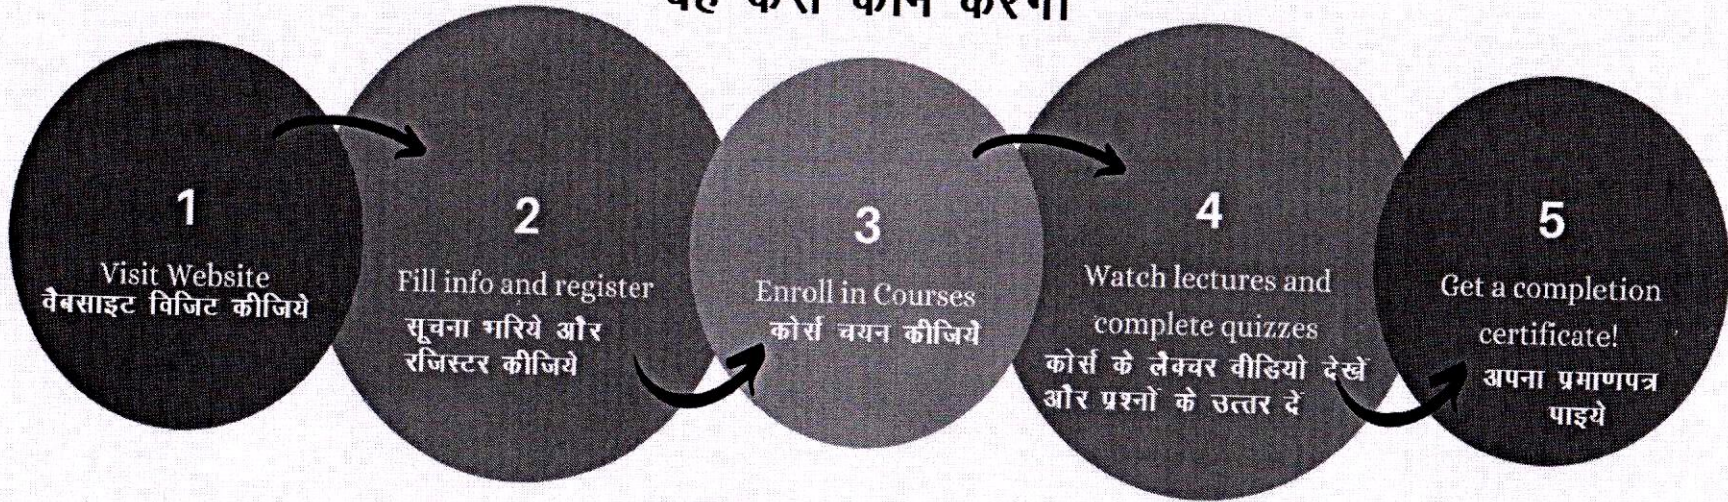 कैसे काम करेगा
1
Visit Website
वैबसाइट विजिट कीजिये
2
Fill info and register
सूचना भरिये और
रजिस्टर कीजिये
3
Enroll in Courses
कोर्स चयन कीजिये
4
Watch lectures and
complete quizzes
कोर्स के लैक्चर वीडियो देखें
और प्रश्नों के उत्तर दें
5
Get a completion
certificate!
अपना प्रमाणपत्र
पाइये